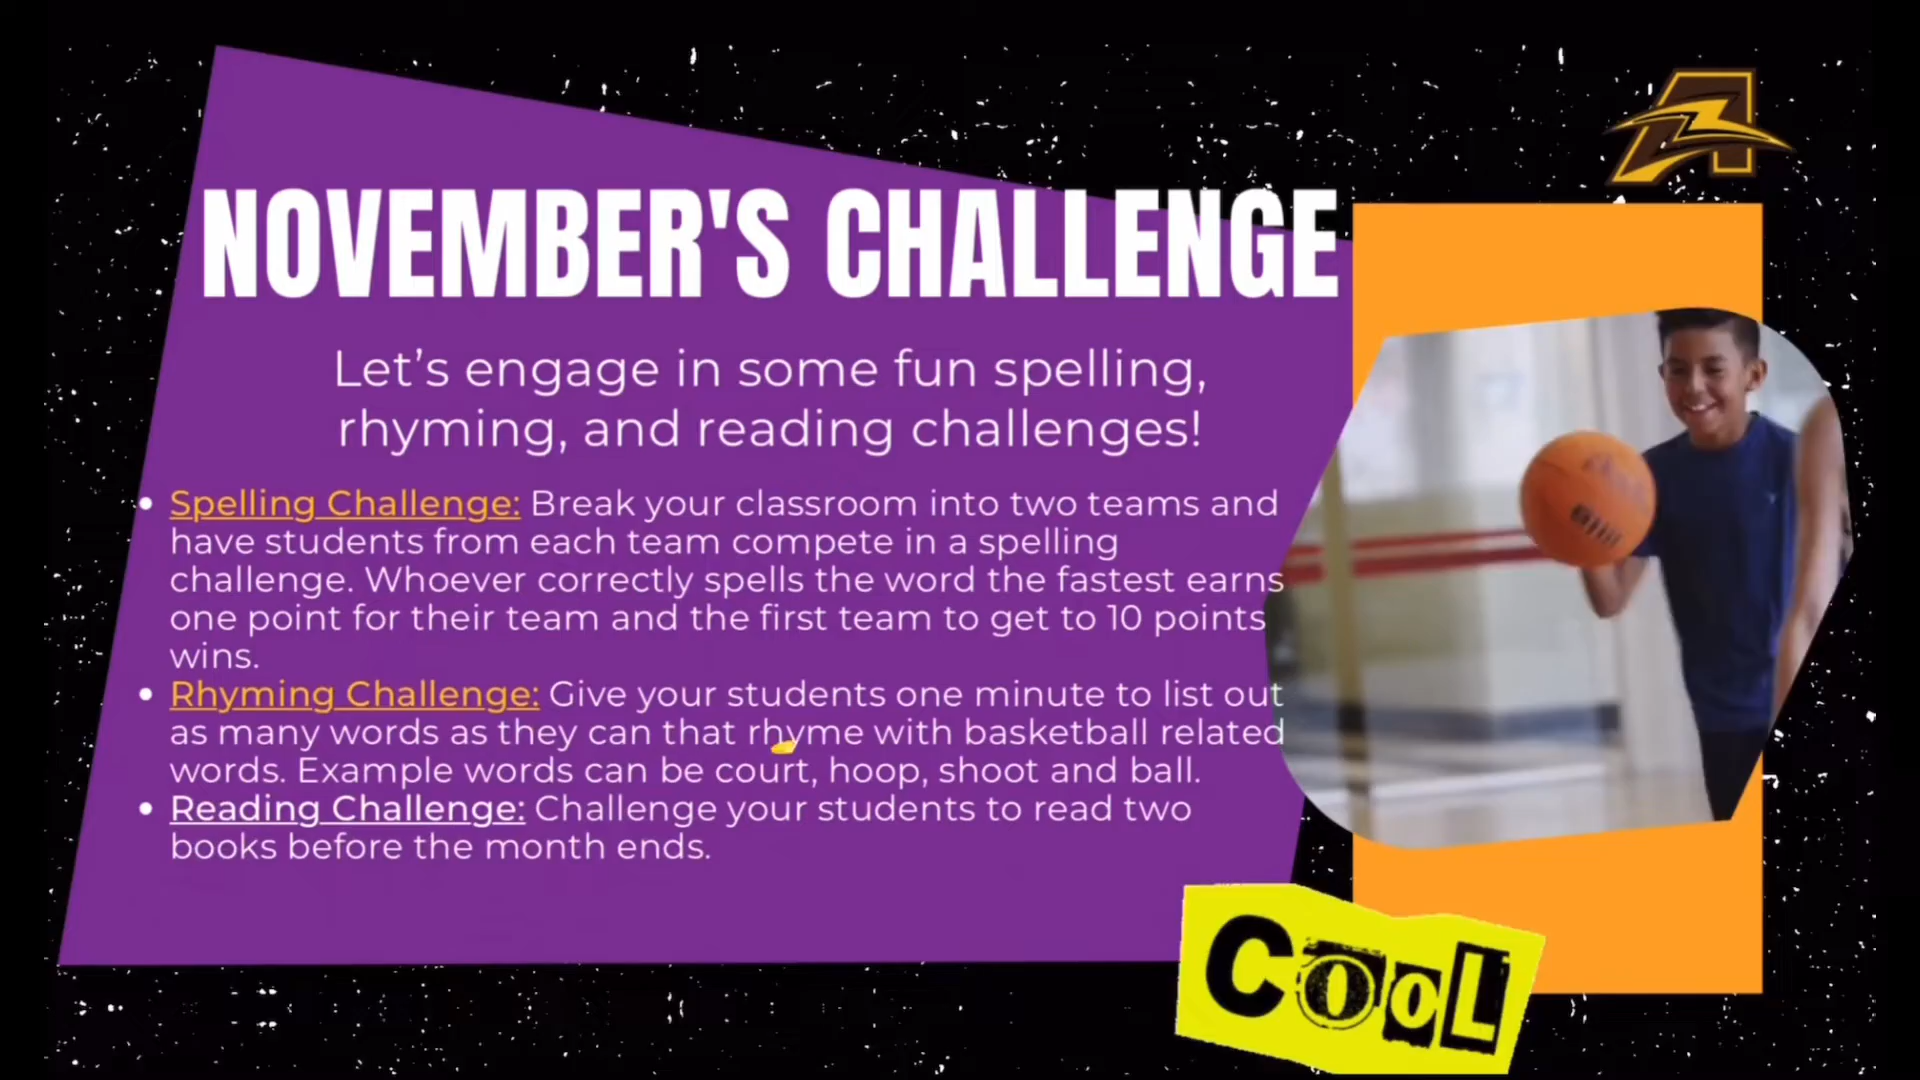 NOVEMBER'S CHALLENGE
Let’s engage in some fun spelling,
rhyming, and reading challenges!
• Spelling Challenge: Break your classroom into two teams and
have students from each team compete in a spelling
challenge. Whoever correctly spells the word the fastest earns
one point for their team and the first team to get to 10 points
wins.
• Rhyming Challenge: Give your students one minute to list out
as many words as they can that rhyme with basketball related
words. Example words can be court, hoop, shoot and ball.
• Reading Challenge: Challenge your students to read two
books before the month ends.
COOL
A